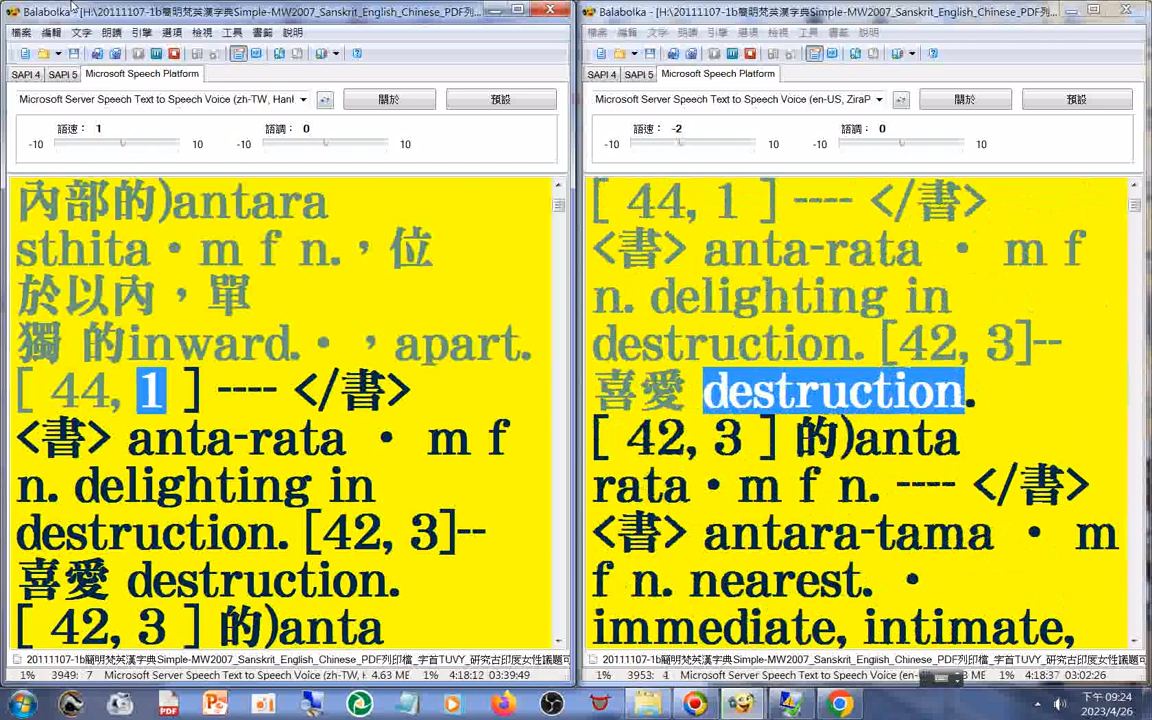 Balabolka - [H:\20111107-1b簡明梵英漢字典Simple-MW2007_Sanskrit_English_Chinese_PDF列...
檔案 編輯 文字 朗讀 引擎 選項 檢視 工具 書籤 說明
SAPI 4 SAPI 5 Microsoft Speech Platform
Microsoft Server Speech Text to Speech Voice (zh-TW, Hanl
關於 預設
語速： 1 語調： 0
-10 10 -10 10
內部的)antara
sthita • m f n.，位
於以內，單
獨 的inward.•，apart.
[ 44, 1 ] ---- </書>
<書> anta-rata • m f
n. delighting in
destruction. [42, 3]--
喜愛 destruction.
[ 42, 3 ] 的)anta
20111107-1b簡明梵英漢字典Simple-MW2007_Sanskrit_English_Chinese_PDF列印檔_字首TUVY_研究古印度女性議題可
1% 3949: 7 Microsoft Server Speech Text to Speech Voice (zh-TW, H 4.63 ME 1% 4:18:12 03:39:49
Balabolka - [H:\20111107-1b簡明梵英漢字典Simple-MW2007_Sanskrit_English_Chinese_PDF列...
檔案 編輯 文字 朗讀 引擎 選項 檢視 工具 書籤 說明
SAPI 4 SAPI 5 Microsoft Speech Platform
Microsoft Server Speech Text to Speech Voice (en-US, ZiraP
關於 預設
語速： -2 語調： 0
-10 10 -10 10
[ 44, 1 ] ---- </書>
<書> anta-rata • m f
n. delighting in
destruction. [42, 3]--
喜愛 destruction.
[ 42, 3 ] 的)anta
rata • m f n. ---- </書>
<書> antara-tama • m
f n. nearest. •
immediate, intimate,
20111107-1b簡明梵英漢字典Simple-MW2007_Sanskrit_English_Chinese_PDF列印檔_字首TUVY_研究古印度女性議題可
1% 3953: 4 Microsoft Server Speech Text to Speech 1% 4:18:37 03:02:26
PDF
下午 09:24
2023/4/26